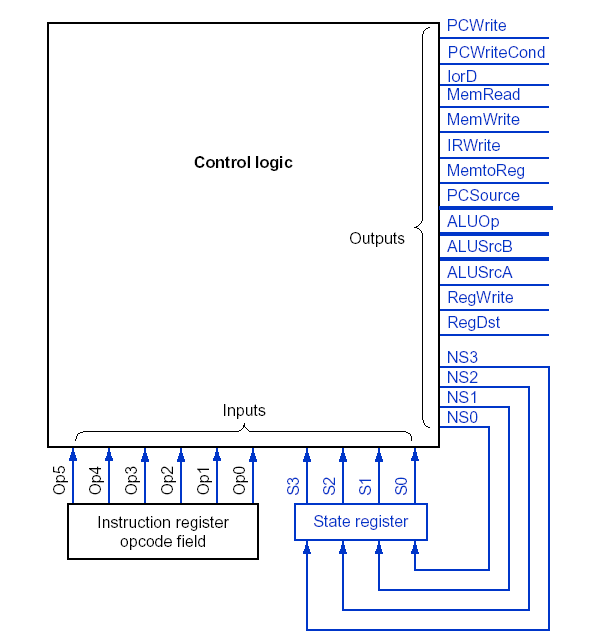 PCWrite
PCWriteCond
IorD
MemRead
MemWrite
IRWrite
Control logic
MemtoReg
PCSource
ALUOp
Outputs
ALUSrcB
ALUSrcA
RegWrite
RegDst
NS3
NS2
NS1
NS0
Inputs
Op5
Op4
Op3
Op2
Op1
Op0
S3
S2
S1
S0
Instruction register
opcode field
State register